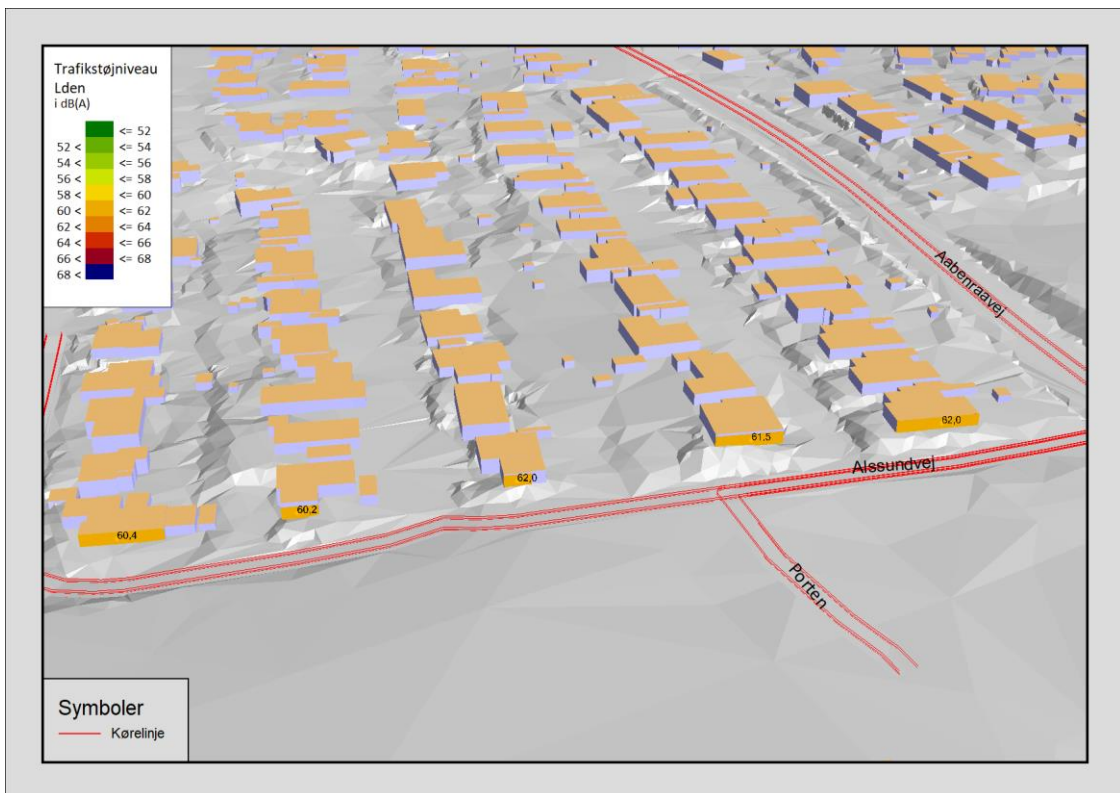 Trafikstøjniveau
Lden
i dB(A)
<= 52
52 < <= 54
54 < <= 56
56 < <= 58
58 < <= 60
60 < <= 62
62 < <= 64
64 < <= 66
66 < <= 68
68 <
Aabenraavej
62,0
61,5
Alssundvej
62,0
60,2
60,4
Porten
Symboler
Kørelinje